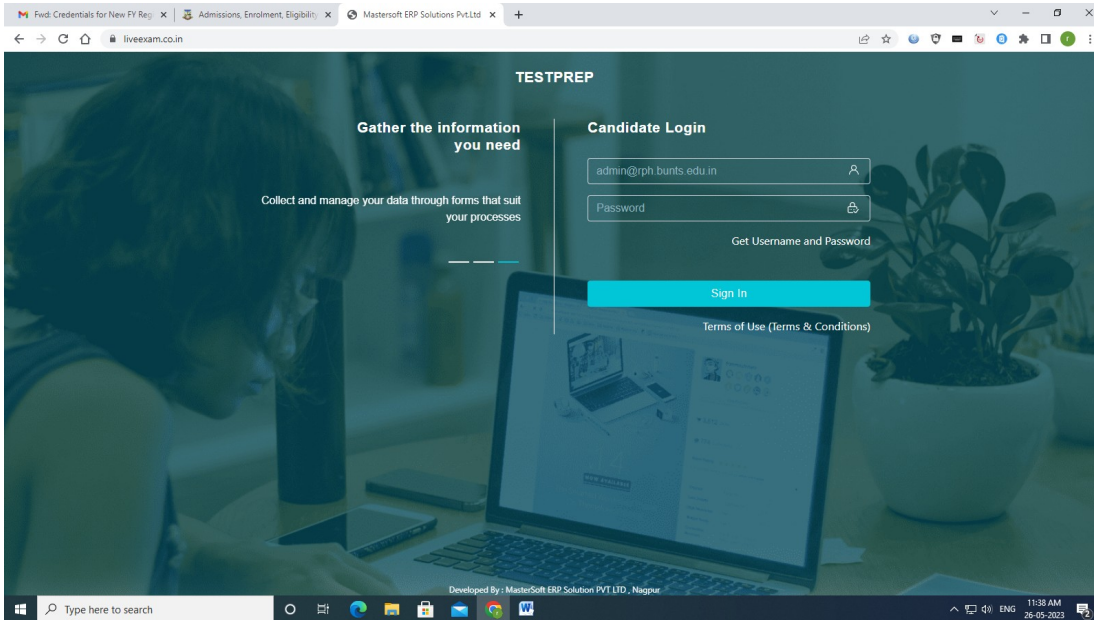 Fwd: Credentials for New FY Reg
Admissions, Enrolment, Eligibility
Mastersoft ERP Solutions Pvt.Ltd
liveexam.co.in
TESTPREP
Gather the information
you need
Collect and manage your data through forms that suit
your processes
Candidate Login
admin@rph.bunts.edu.in
Password
Get Username and Password
Sign In
Terms of Use (Terms & Conditions)
Developed By : MasterSoft ERP Solution PVT LTD , Nagpur
Type here to search
ENG
11:38 AM
26-05-2023
2